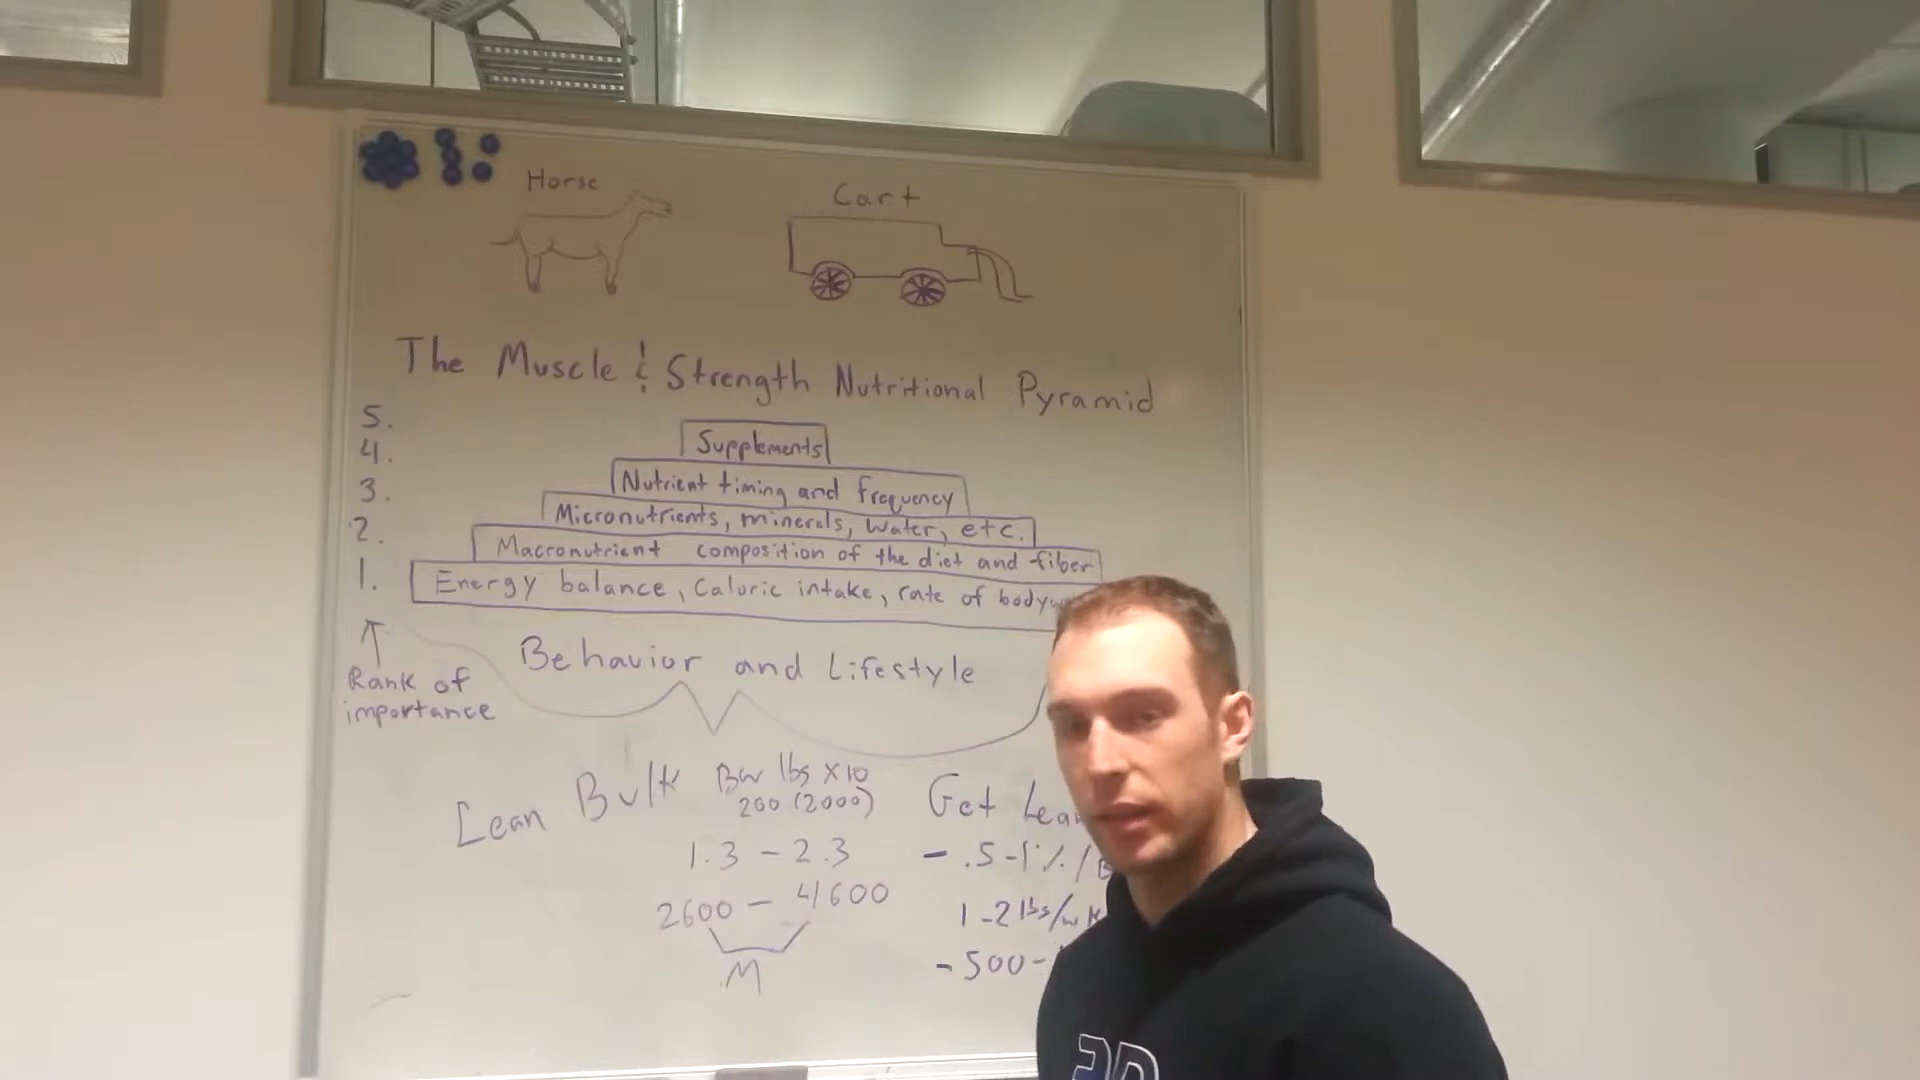 Horse
Cart
The Muscle & Strength Nutritional Pyramid
5.
Supplements
4.
Nutrient timing and frequency
3.
Micronutrients, minerals, water, etc.
2.
Macronutrient composition of the diet and fiber
1.
Energy balance, Caloric intake, rate of
Behavior and Lifestyle
Rank of
importance
Lean Bulk
BW lbs x10
200 (2000)
1.3 - 2.3
2600 - 4600
M
Get
- .5-1% /
1-2 lbs/wk
- 500-